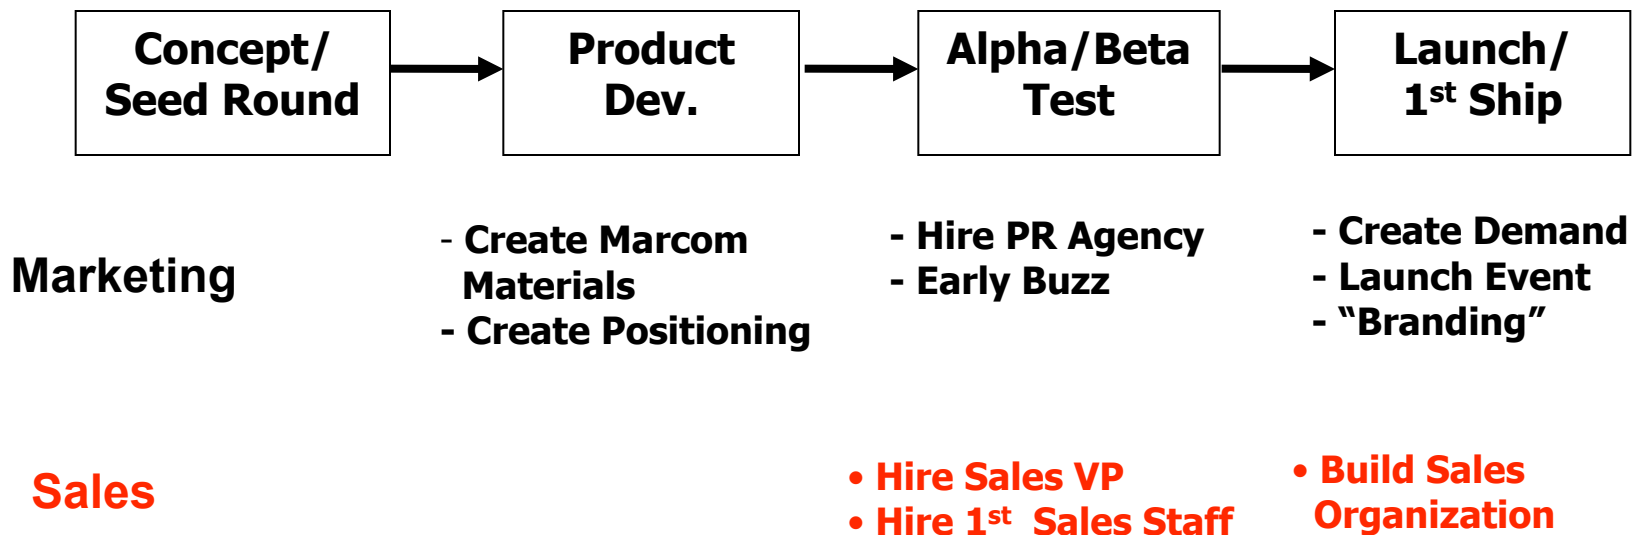 Concept/
Seed Round
Product
Dev.
Alpha/Beta
Test
Launch/
1st Ship
Marketing
- Create Marcom
Materials
- Create Positioning
- Hire PR Agency
- Early Buzz
- Create Demand
- Launch Event
- “Branding”
Sales
• Hire Sales VP
• Hire 1st Sales Staff
• Build Sales
Organization